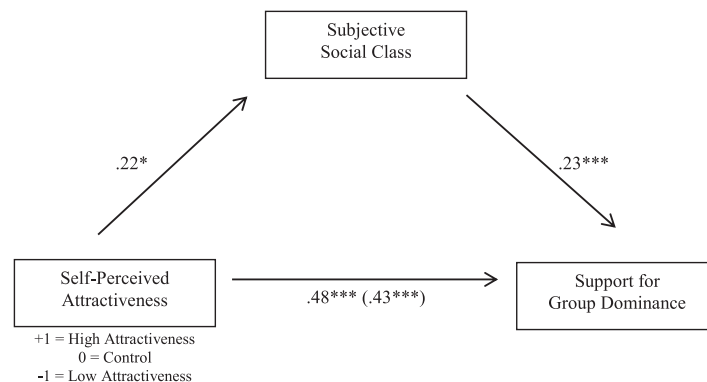 Subjective
Social Class
.22*
.23***
Self-Perceived
Attractiveness
.48*** (.43***)
Support for
Group Dominance
+1 = High Attractiveness
0 = Control
-1 = Low Attractiveness